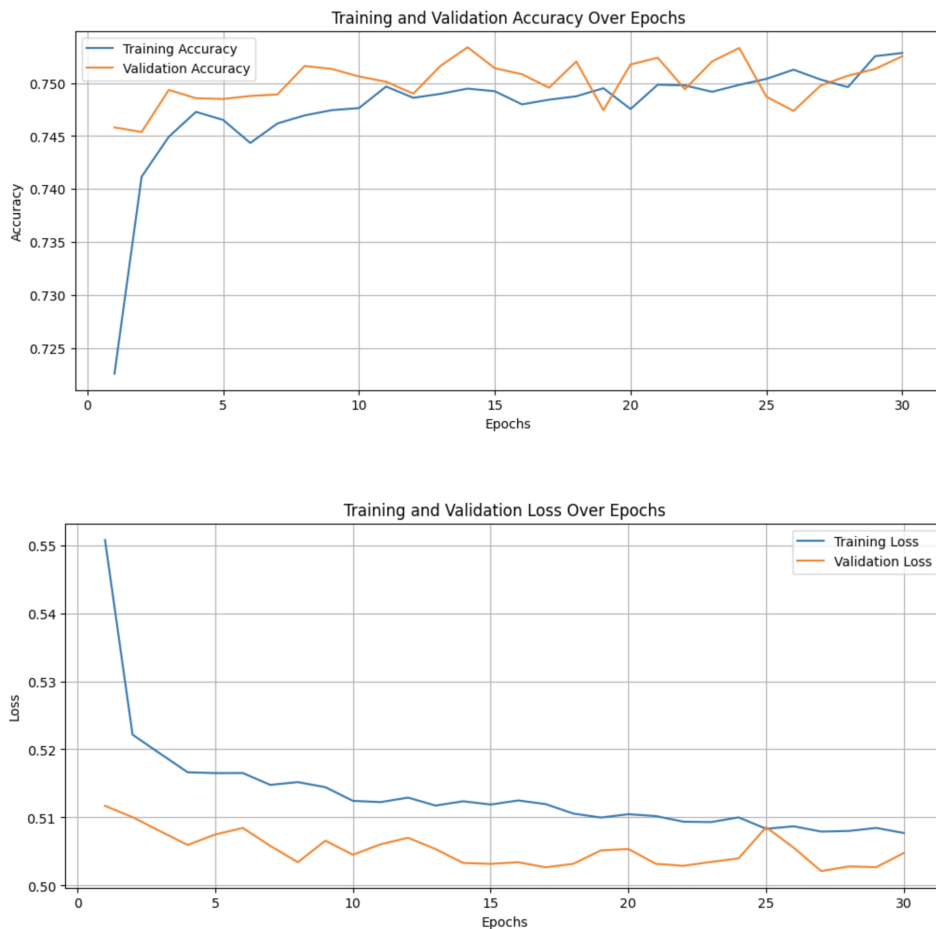 Training and Validation Accuracy Over Epochs
Training Accuracy
Validation Accuracy
0.750
0.745
0.740
0.735
0.730
0.725
Accuracy
0 5 10 15 20 25 30
Epochs
Training and Validation Loss Over Epochs
Training Loss
Validation Loss
0.55
0.54
0.53
0.52
0.51
0.50
Loss
0 5 10 15 20 25 30
Epochs